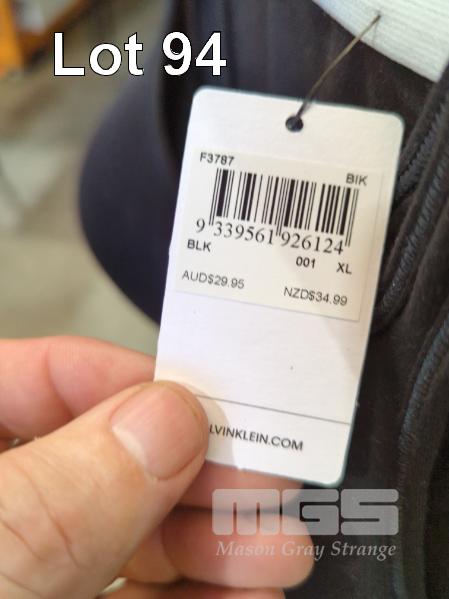 Lot 94
F3787
BIK
9 339561 926124
BLK
001 XL
AUD$29.95
NZD$34.99
LVINKLEIN.COM
MGS
Mason Gray Strange